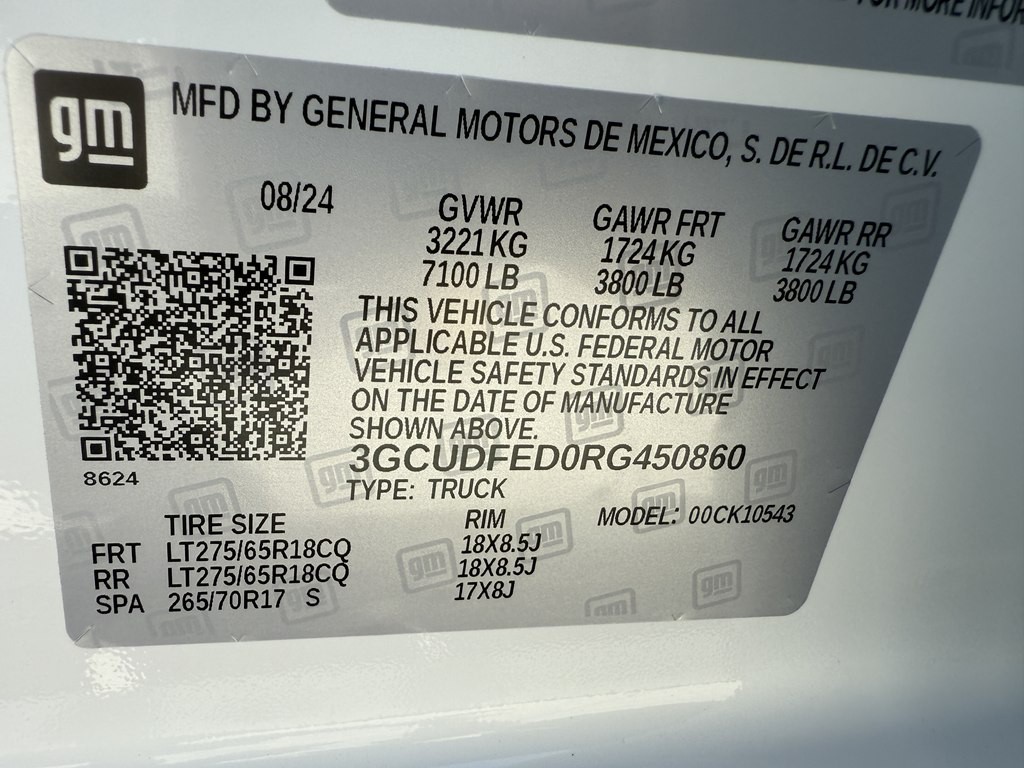 FOR MORE INFOR
gm
MFD BY GENERAL MOTORS DE MEXICO, S. DE R.L. DE C.V.
08/24
GVWR GAWR FRT GAWR RR
3221 KG 1724 KG 1724 KG
7100 LB 3800 LB 3800 LB
THIS VEHICLE CONFORMS TO ALL
APPLICABLE U.S. FEDERAL MOTOR
VEHICLE SAFETY STANDARDS IN EFFECT
ON THE DATE OF MANUFACTURE
SHOWN ABOVE.
3GCUDFED0RG450860
8624
TYPE: TRUCK
TIRE SIZE RIM MODEL: 00CK10543
FRT LT275/65R18CQ 18X8.5J
RR LT275/65R18CQ 18X8.5J
SPA 265/70R17 S 17X8J